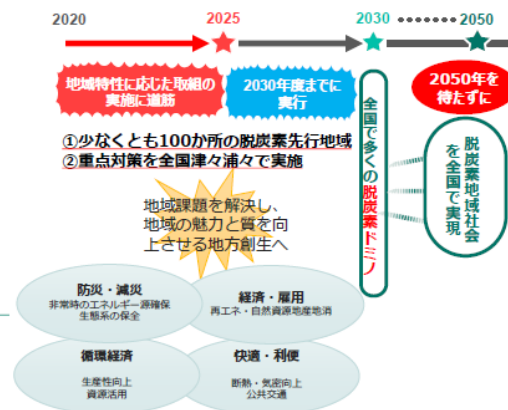 2020
2025
2030
2050
地域特性に応じた取組の
実施に道筋
2030年度までに
実行
2050年を
待たずに
①少なくとも100か所の脱炭素先行地域
②重点対策を全国津々浦々で実施
全国で多くの脱炭素ドミノ
脱炭素地域社会
を全国で実現
地域課題を解決し、
地域の魅力と質を向
上させる地方創生へ
防災・減災
非常時のエネルギー源確保
生態系の保全
経済・雇用
再エネ・自然資源地産地消
循環経済
生産性向上
資源活用
快適・利便
断熱・気密向上
公共交通